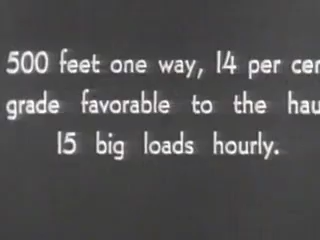 500 feet one way, 14 per cen
grade favorable to the hau
15 big loads hourly.